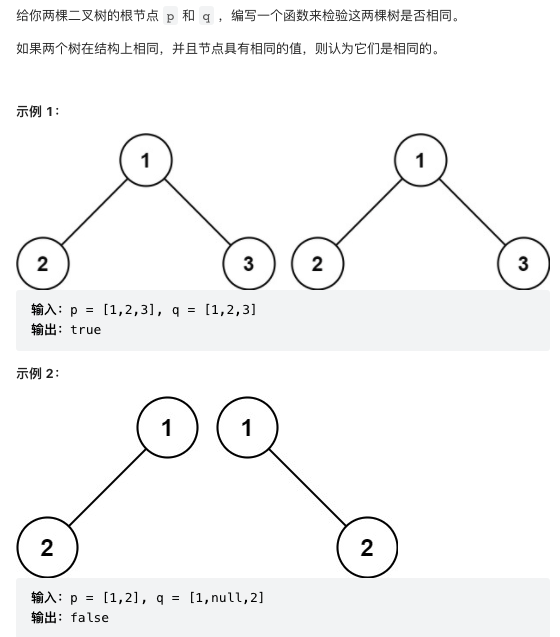 给你两棵二叉树的根节点 p 和 q ，编写一个函数来检验这两棵树是否相同。
如果两个树在结构上相同，并且节点具有相同的值，则认为它们是相同的。
示例 1：
1 1
2 3 2 3
输入：p = [1,2,3], q = [1,2,3]
输出：true
示例 2：
1 1
2 2
输入：p = [1,2], q = [1,null,2]
输出：false